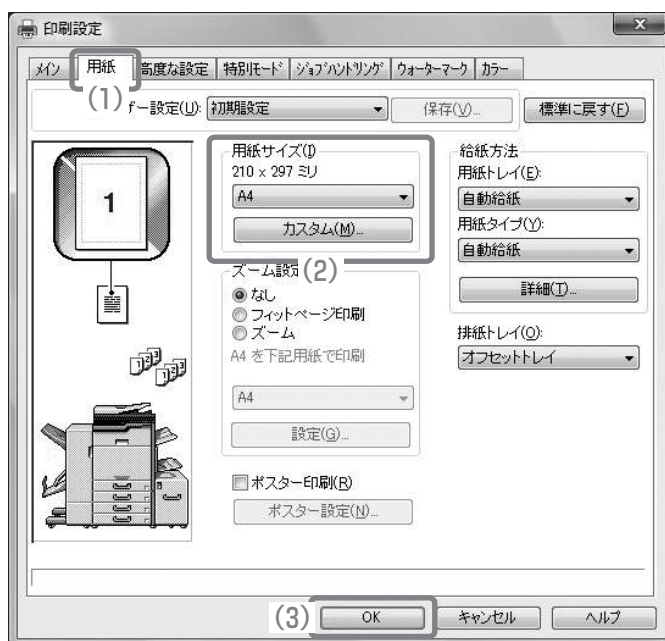 印刷設定
メイン 用紙 高度な設定 特別モード ジョブハンドリング ウォーターマーク カラー
(1)
ザー設定(U): 初期設定 保存(V)... 標準に戻す(F)
用紙サイズ(I)
210 x 297 ミリ
A4
カスタム(M)...
(2)
ズーム設
なし
フィットページ印刷
ズーム
A4 を下記用紙で印刷
A4
設定(G)...
ポスター印刷(R)
ポスター設定(N)...
給紙方法
用紙トレイ(E):
自動給紙
用紙タイプ(Y):
自動給紙
詳細(T)...
排紙トレイ(O):
オフセットトレイ
1
1 2 3
1 2 3
(3) OK キャンセル ヘルプ